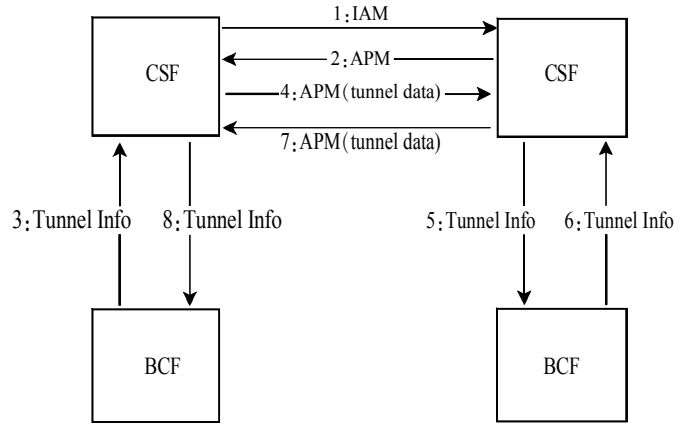 1:IAM
2:APM
CSF
CSF
4:APM(tunnel data)
7:APM(tunnel data)
3:Tunnel Info
8:Tunnel Info
5:Tunnel Info
6:Tunnel Info
BCF
BCF